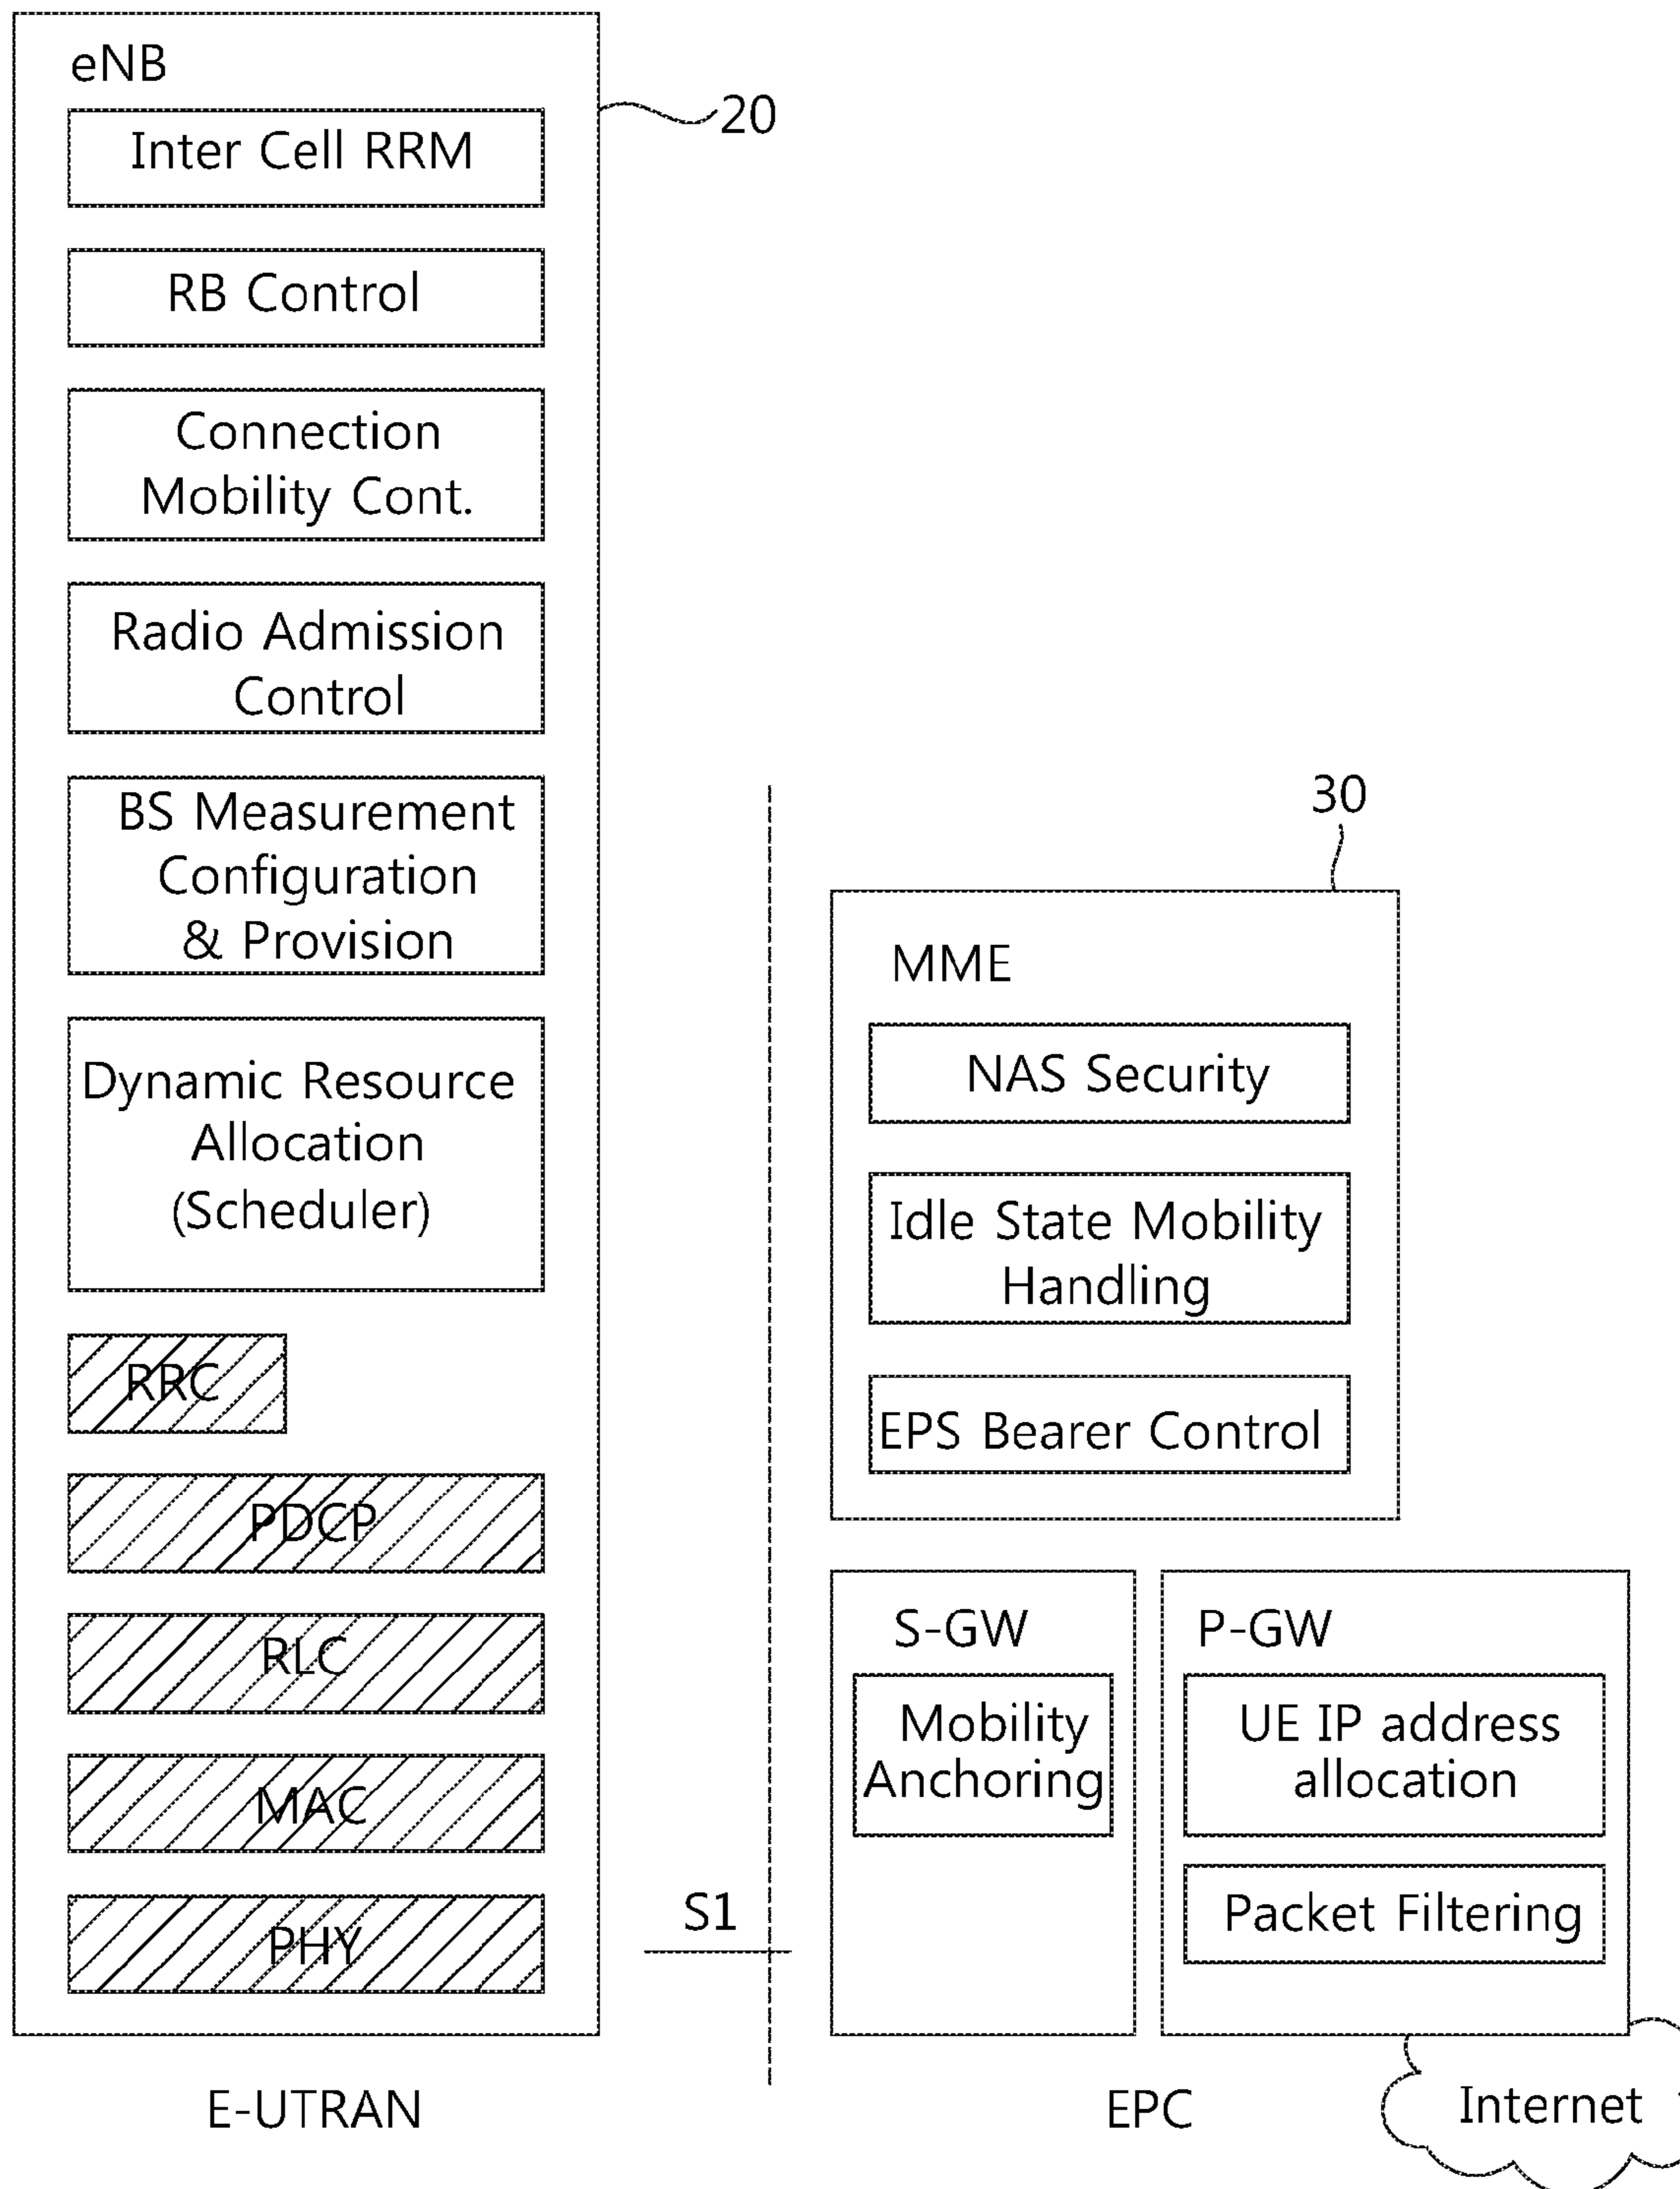 eNB
20
Inter Cell RRM
RB Control
Connection
Mobility Cont.
Radio Admission
Control
BS Measurement
Configuration
& Provision
Dynamic Resource
Allocation
(Scheduler)
RRC
PDCP
RLC
MAC
PHY
S1
30
MME
NAS Security
Idle State Mobility
Handling
EPS Bearer Control
S-GW
Mobility
Anchoring
P-GW
UE IP address
allocation
Packet Filtering
E-UTRAN
EPC
Internet